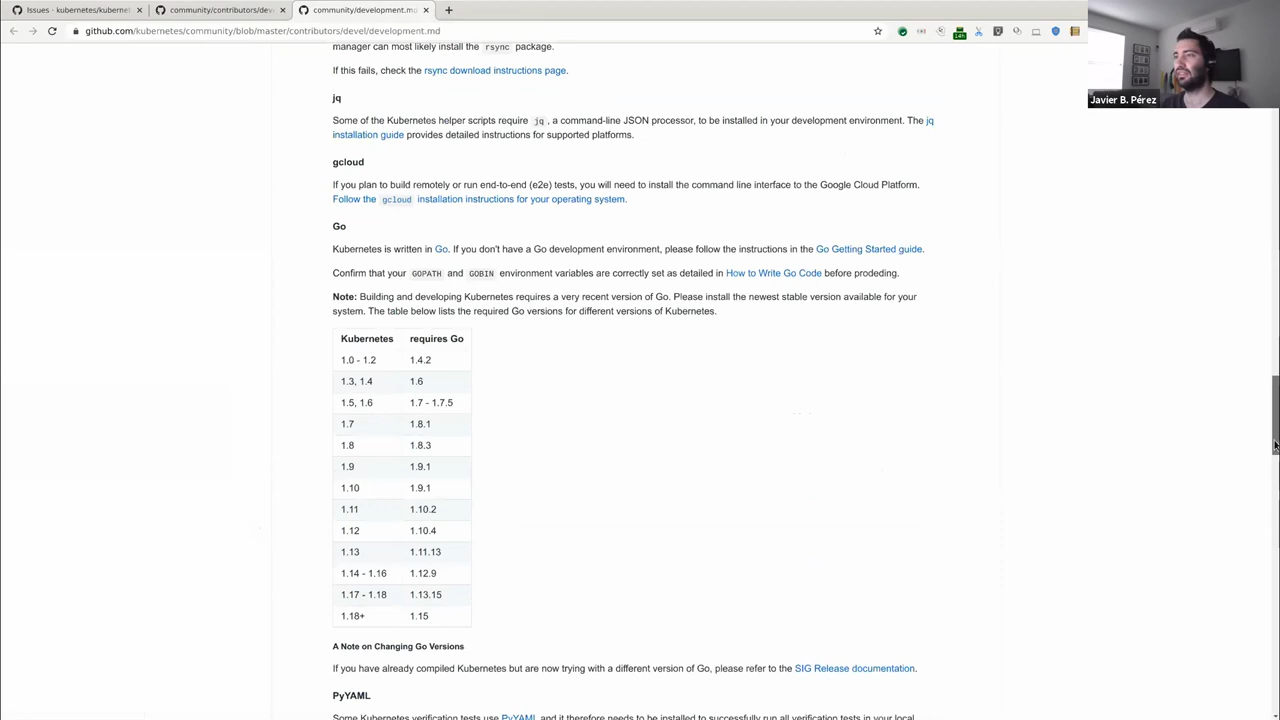 Issues · kubernetes/kubernet
community/contributors/dev
community/development.md
github.com/kubernetes/community/blob/master/contributors/devel/development.md
14h
Javier B. Pérez
manager can most likely install the rsync package.
If this fails, check the rsync download instructions page.
jq
Some of the Kubernetes helper scripts require jq , a command-line JSON processor, to be installed in your development environment. The jq
installation guide provides detailed instructions for supported platforms.
gcloud
If you plan to build remotely or run end-to-end (e2e) tests, you will need to install the command line interface to the Google Cloud Platform.
Follow the gcloud installation instructions for your operating system.
Go
Kubernetes is written in Go. If you don't have a Go development environment, please follow the instructions in the Go Getting Started guide.
Confirm that your GOPATH and GOBIN environment variables are correctly set as detailed in How to Write Go Code before prodeding.
Note: Building and developing Kubernetes requires a very recent version of Go. Please install the newest stable version available for your
system. The table below lists the required Go versions for different versions of Kubernetes.
Kubernetes requires Go
1.0 - 1.2 1.4.2
1.3, 1.4 1.6
1.5, 1.6 1.7 - 1.7.5
1.7 1.8.1
1.8 1.8.3
1.9 1.9.1
1.10 1.9.1
1.11 1.10.2
1.12 1.10.4
1.13 1.11.13
1.14 - 1.16 1.12.9
1.17 - 1.18 1.13.15
1.18+ 1.15
A Note on Changing Go Versions
If you have already compiled Kubernetes but are now trying with a different version of Go, please refer to the SIG Release documentation.
PyYAML
Some Kubernetes verification tests use PyYAML and it therefore needs to be installed to successfully run all verification tests in your local